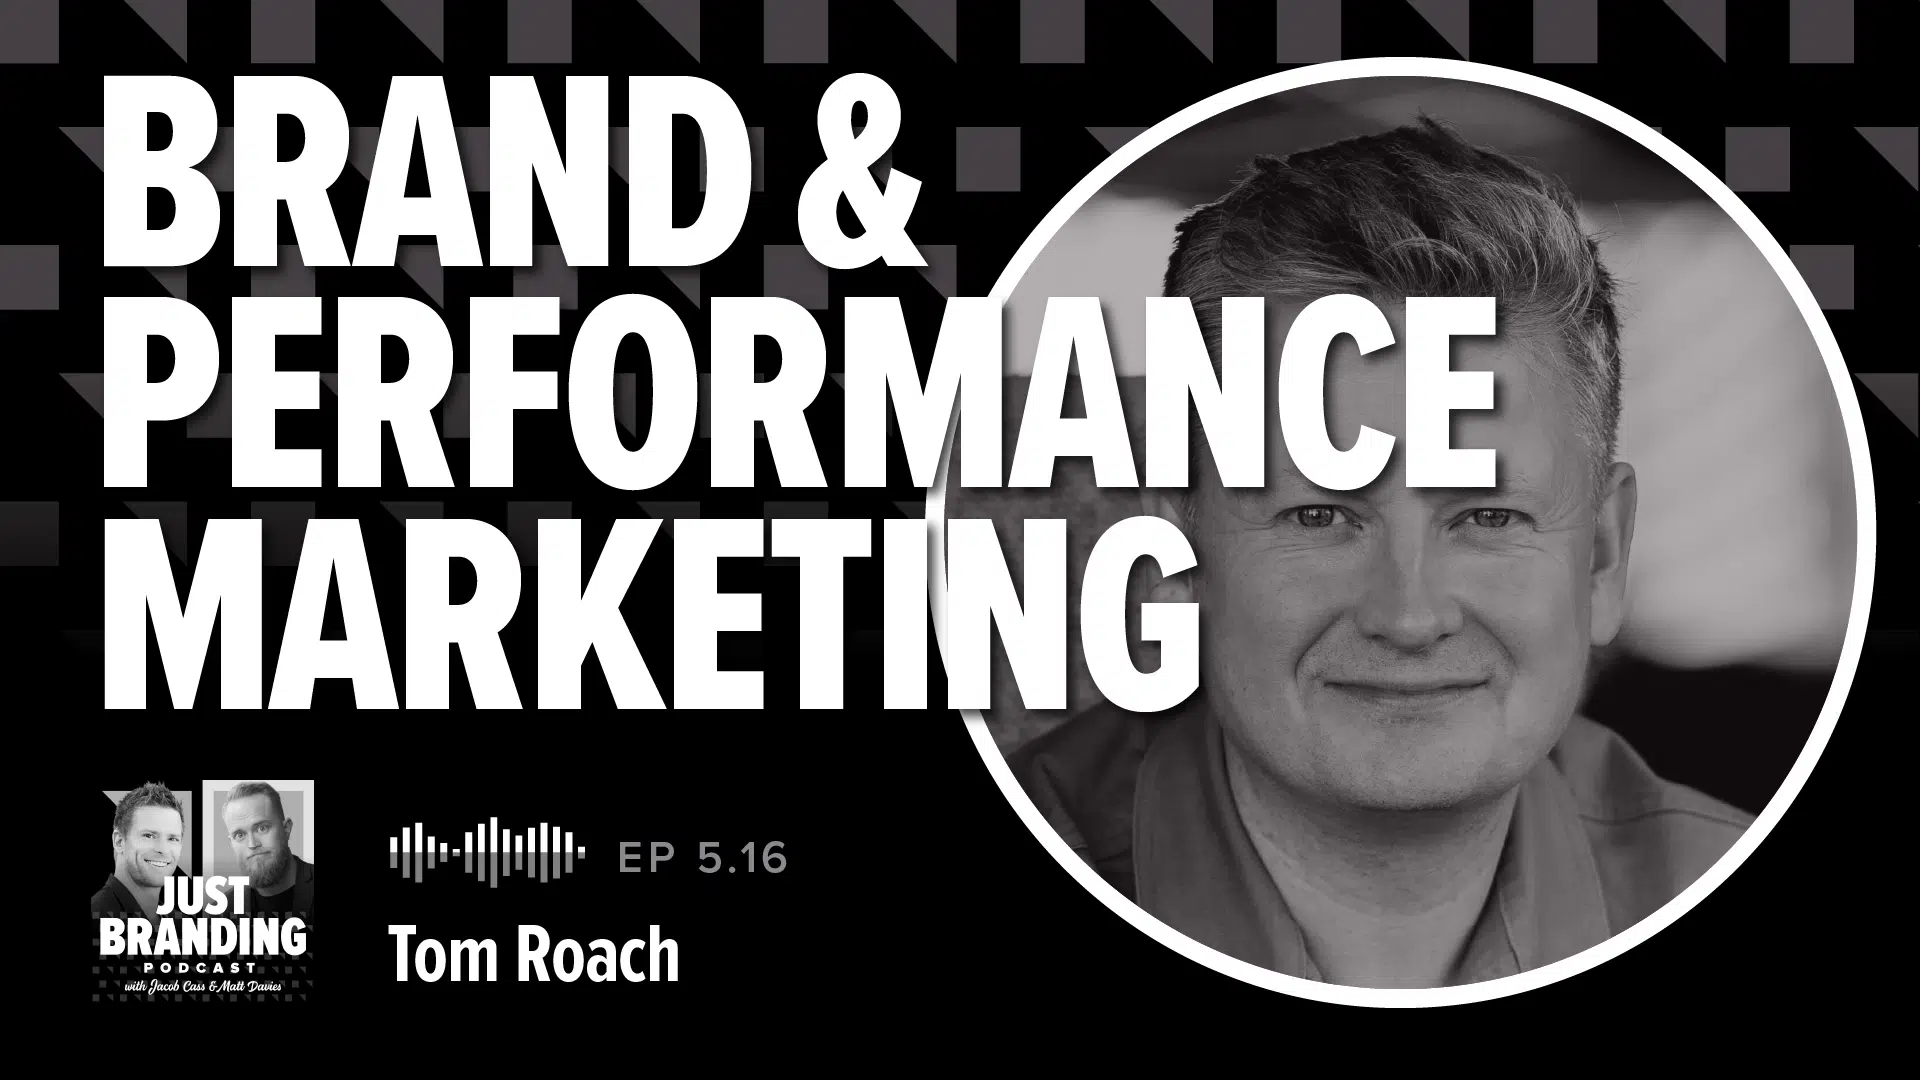 BRAND &
PERFORMANCE
MARKETING
EP 5.16
Tom Roach
JUST
BRANDING
PODCAST
with Jacob Cass & Matt Davies